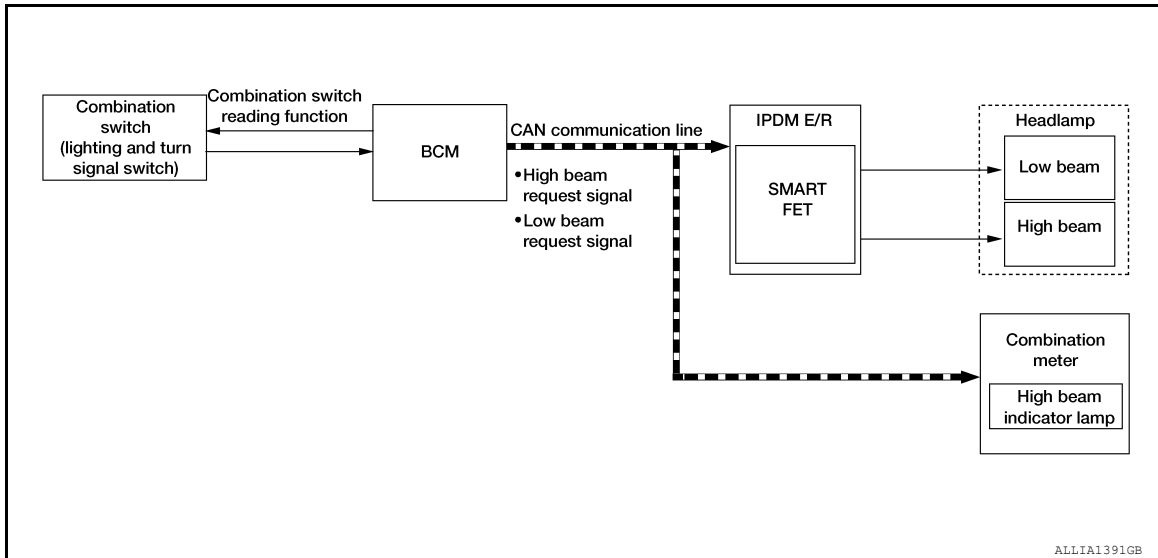 Combination
switch
(lighting and turn
signal switch)
Combination switch
reading function
BCM
CAN communication line
•High beam
request signal
•Low beam
request signal
IPDM E/R
SMART
FET
Headlamp
Low beam
High beam
Combination
meter
High beam
indicator lamp
ALLIA1391GB